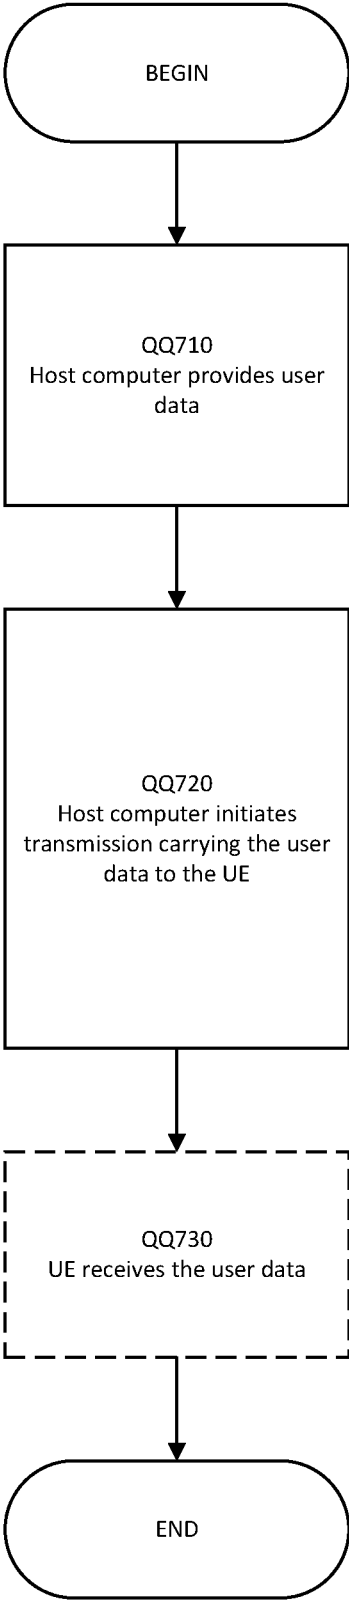 BEGIN
QQ710
Host computer provides user
data
QQ720
Host computer initiates
transmission carrying the user
data to the UE
QQ730
UE receives the user data
END